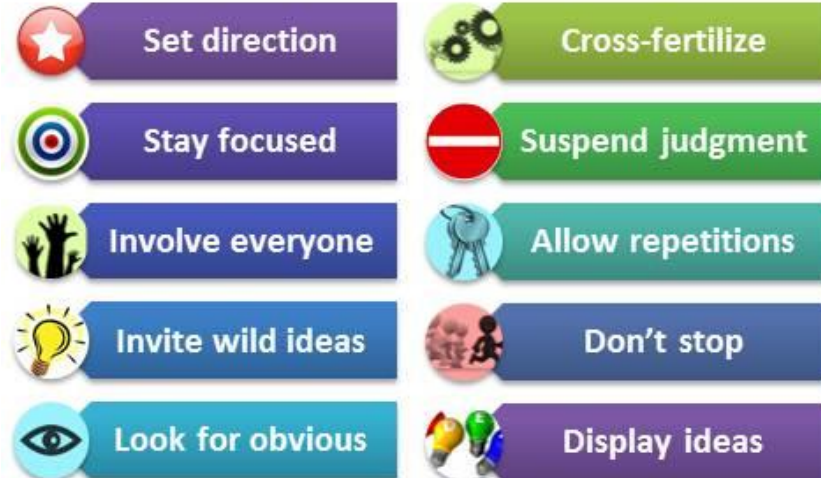 Set direction
Stay focused
Involve everyone
Invite wild ideas
Look for obvious
Cross-fertilize
Suspend judgment
Allow repetitions
Don’t stop
Display ideas